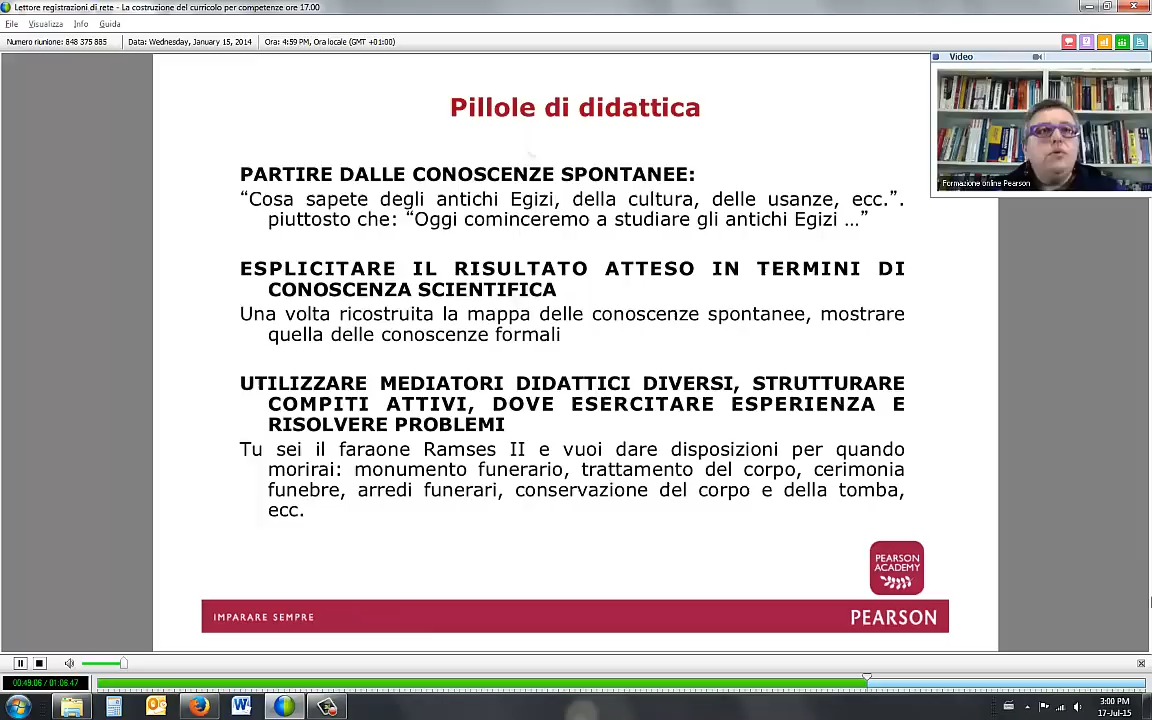 Lettore registrazioni di rete - La costruzione del curricolo per competenze ore 17.00
File Visualizza Info Guida
Numero riunione: 848 375 885 Data: Wednesday, January 15, 2014 Ora: 4:59 PM, Ora locale (GMT +01:00)
Video
Formazione online Pearson
Pillole di didattica
PARTIRE DALLE CONOSCENZE SPONTANEE:
“Cosa sapete degli antichi Egizi, della cultura, delle usanze, ecc.”.
piuttosto che: “Oggi cominceremo a studiare gli antichi Egizi …”
ESPLICITARE IL RISULTATO ATTESO IN TERMINI DI
CONOSCENZA SCIENTIFICA
Una volta ricostruita la mappa delle conoscenze spontanee, mostrare
quella delle conoscenze formali
UTILIZZARE MEDIATORI DIDATTICI DIVERSI, STRUTTURARE
COMPITI ATTIVI, DOVE ESERCITARE ESPERIENZA E
RISOLVERE PROBLEMI
Tu sei il faraone Ramses II e vuoi dare disposizioni per quando
morirai: monumento funerario, trattamento del corpo, cerimonia
funebre, arredi funerari, conservazione del corpo e della tomba,
ecc.
PEARSON
ACADEMY
IMPARARE SEMPRE
PEARSON
00:49:06 / 01:06:47
3:00 PM
17-Jul-15